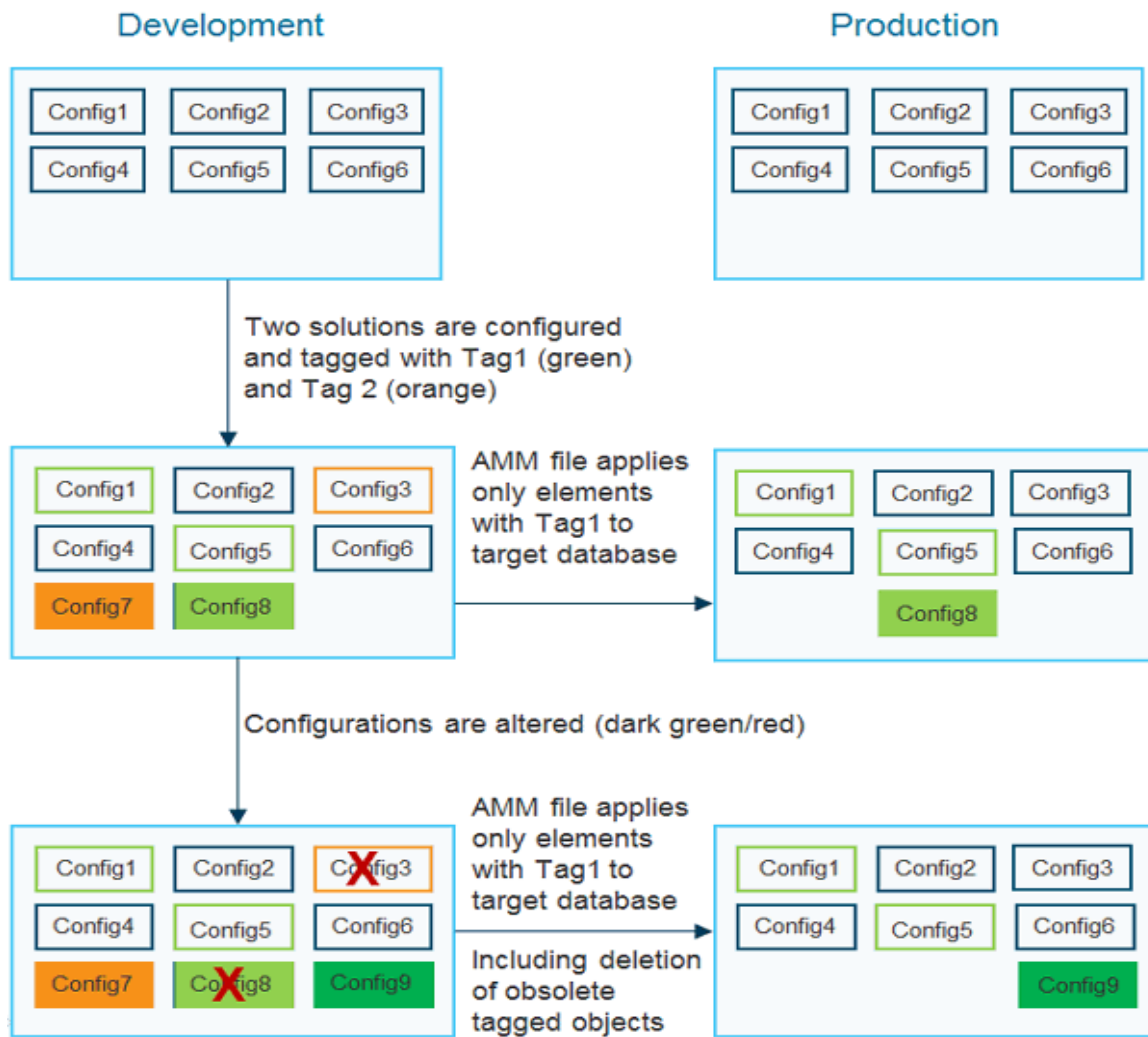 Development
Production
Config1 Config2 Config3
Config4 Config5 Config6
Config1 Config2 Config3
Config4 Config5 Config6
Two solutions are configured
and tagged with Tag1 (green)
and Tag 2 (orange)
Config1 Config2 Config3
Config4 Config5 Config6
Config7 Config8
AMM file applies
only elements
with Tag1 to
target database
Config1 Config2 Config3
Config4 Config5 Config6
Config8
Configurations are altered (dark green/red)
Config1 Config2 Config3
Config4 Config5 Config6
Config7 Config8 Config9
AMM file applies
only elements
with Tag1 to
target database
Including deletion
of obsolete
tagged objects
Config1 Config2 Config3
Config4 Config5 Config6
Config9